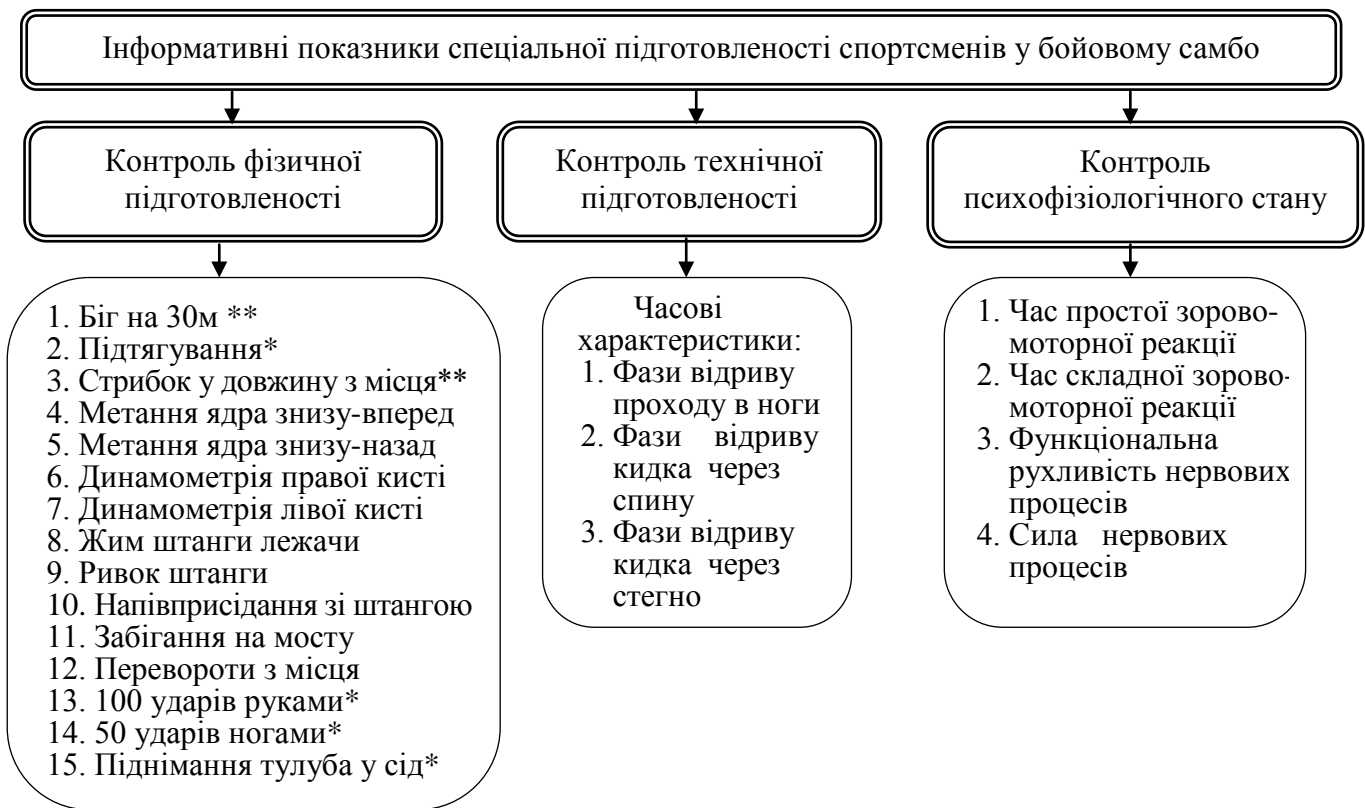 Інформативні показники спеціальної підготовленості спортсменів у бойовому самбо
Контроль фізичної
підготовленості
Контроль технічної
підготовленості
Контроль
психофізіологічного стану
1. Біг на 30м **
2. Підтягування*
3. Стрибок у довжину з місця**
4. Метання ядра знизу-вперед
5. Метання ядра знизу-назад
6. Динамометрія правої кисті
7. Динамометрія лівої кисті
8. Жим штанги лежачи
9. Ривок штанги
10. Напівприсідання зі штангою
11. Забігання на мосту
12. Перевороти з місця
13. 100 ударів руками*
14. 50 ударів ногами*
15. Піднімання тулуба у сід*
Часові
характеристики:
1. Фази відриву
проходу в ноги
2. Фази відриву
кидка через
спину
3. Фази відриву
кидка через
стегно
1. Час простої зорово-
моторної реакції
2. Час складної зорово-
моторної реакції
3. Функціональна
рухливість нервових
процесів
4. Сила нервових
процесів